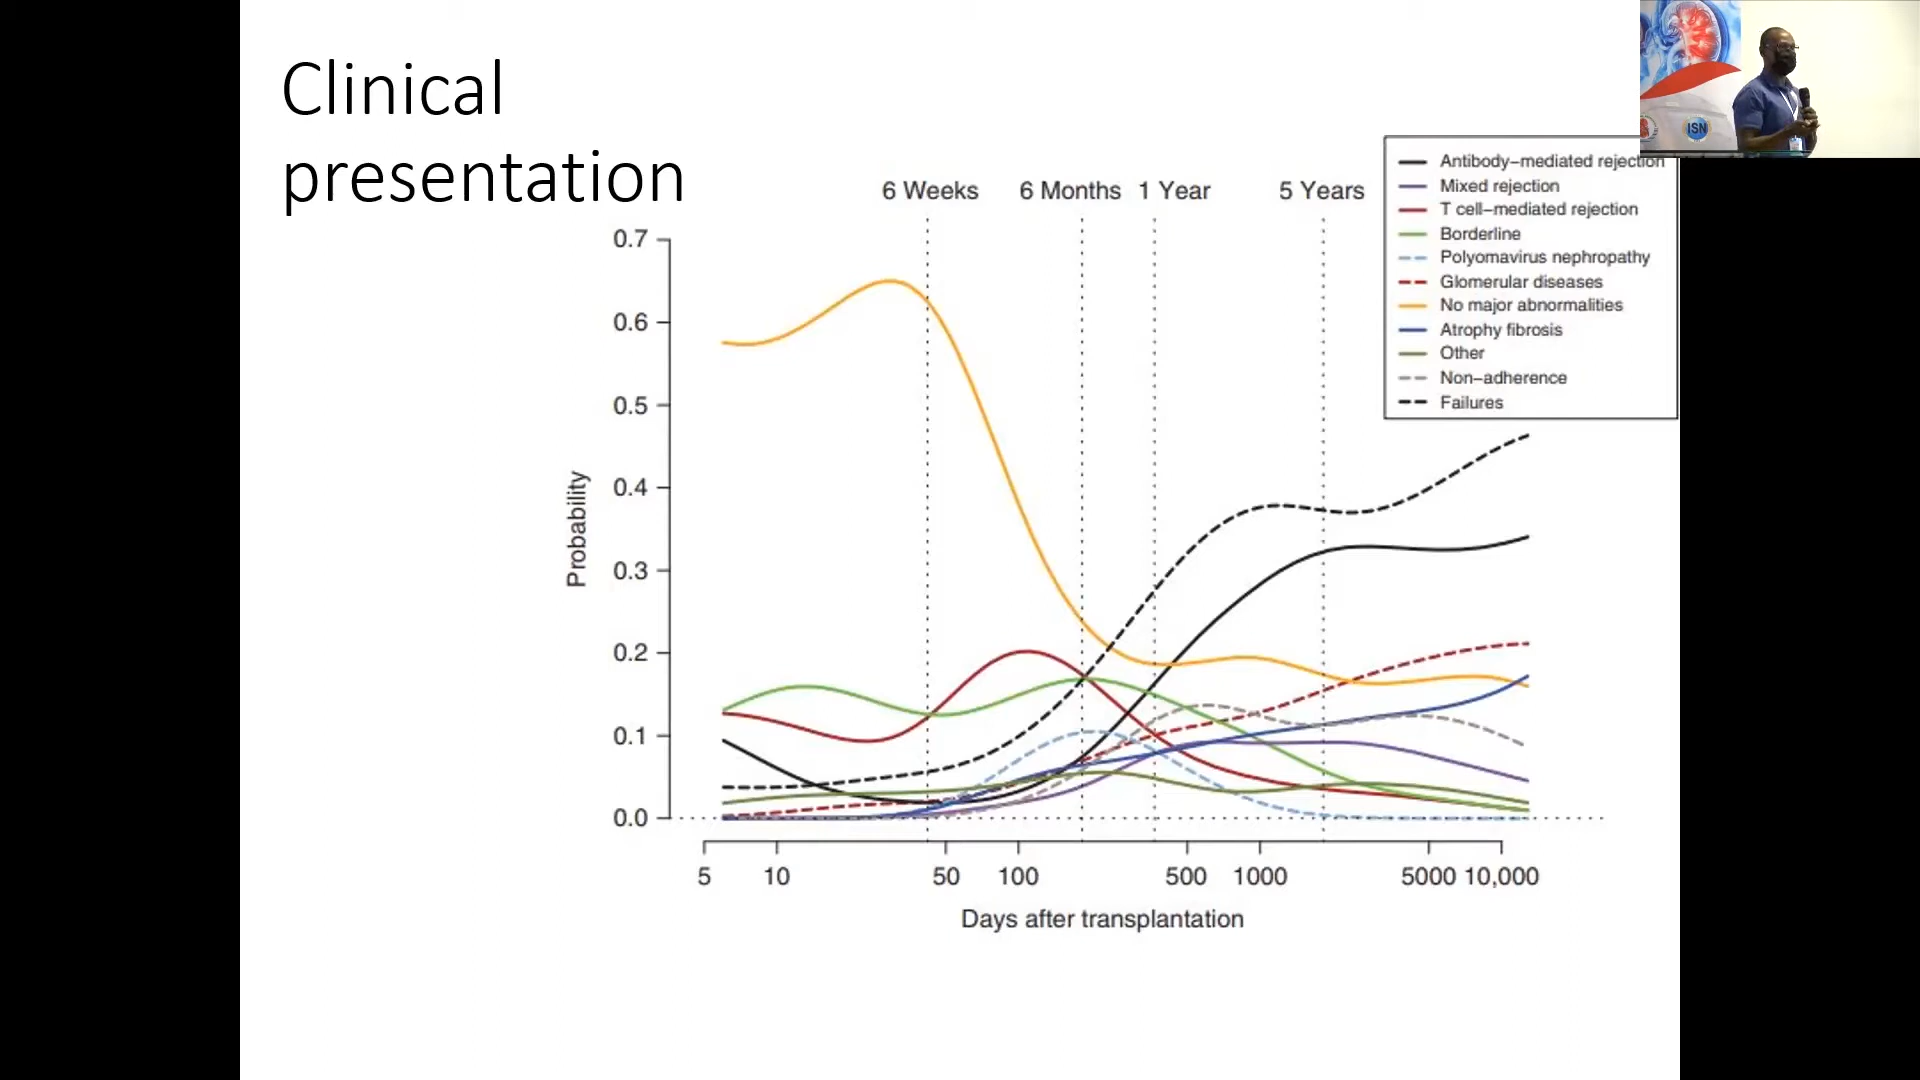 Clinical
presentation
6 Weeks
6 Months
1 Year
5 Years
Antibody–mediated rejection
Mixed rejection
T cell–mediated rejection
Borderline
Polyomavirus nephropathy
Glomerular diseases
No major abnormalities
Atrophy fibrosis
Other
Non–adherence
Failures
Probability
0.7
0.6
0.5
0.4
0.3
0.2
0.1
0.0
5
10
50
100
500
1000
5000
10,000
Days after transplantation
ISN